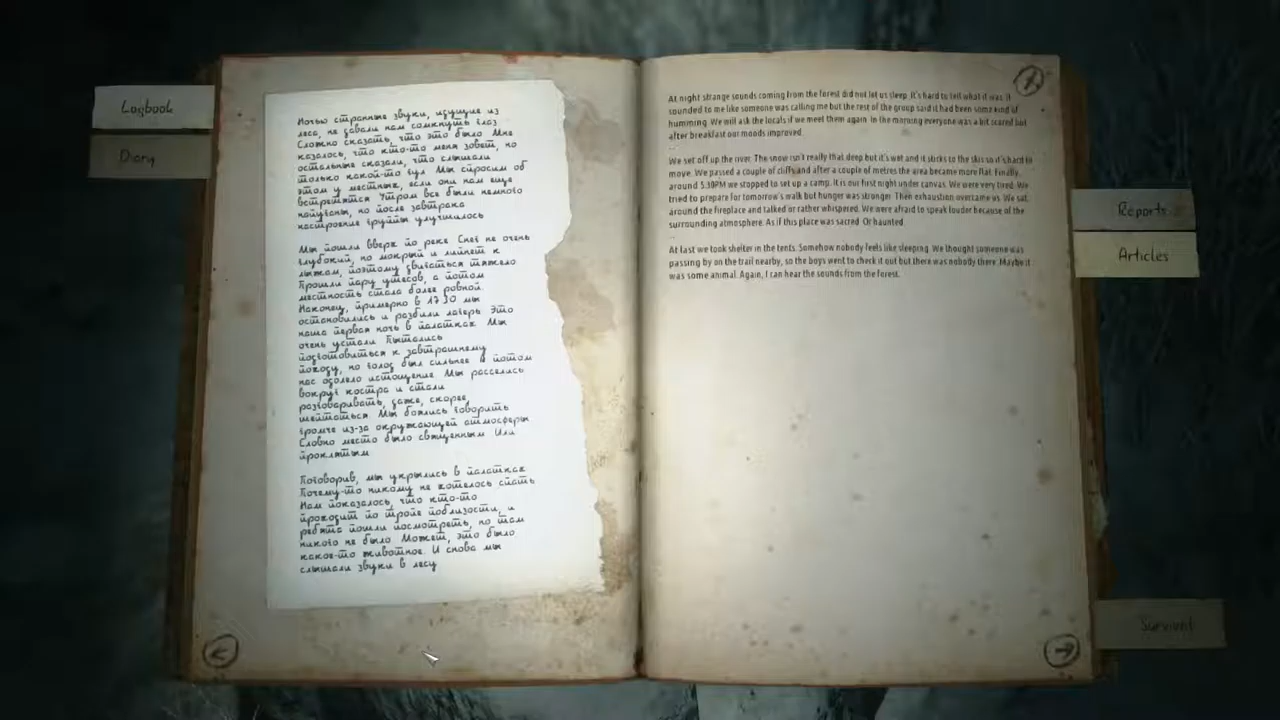 Logbook
Diary
Ночью странные звуки, идущие из
леса, не давали нам сомкнуть глаз
Сложно сказать, что это было Мне
казалось, что кто-то меня зовет, но
остальные сказали, что слышали
только какой-то гул Мы спросим об
этом у местных, если они нам еще
встретятся Утром все были немного
напуганы, но после завтрака
настроение группы улучшилось
Мы пошли вверх по реке Снег не очень
глубокий, но мокрый и липнет к
лыжам, поэтому двигаться тяжело
Прошли пару утесов, а потом
местность стала более ровной
Наконец, примерно в 17 30 мы
остановились и разбили лагерь Это
наша первая ночь в палатках Мы
очень устали Пытались
подготовиться к завтрашнему
походу, но голод был сильнее А потом
нас одолело истощение Мы расселись
вокруг костра и стали
разговаривать, даже, скорее,
шептаться Мы боялись говорить
громче из-за окружающей атмосферы
Словно место было священным Или
проклятым
Поговорив, мы укрылись в палатках
Почему-то никому не хотелось спать
Нам показалось, что кто-то
проходит по тропе поблизости, и
ребята пошли посмотреть, но там
никого не было Может, это было
какое-то животное. И снова мы
слышали звуки в лесу
At night strange sounds coming from the forest did not let us sleep. It's hard to tell what it was. It
sounded to me like someone was calling me but the rest of the group said it had been some kind of
humming. We will ask the locals if we meet them again. In the morning everyone was a bit scared but
after breakfast our moods improved.
We set off up the river. The snow isn't really that deep but it's wet and it sticks to the skis so it's hard to
move. We passed a couple of cliffs and after a couple of metres the area became more flat. Finally,
around 5:30PM we stopped to set up a camp. It is our first night under canvas. We were very tired. We
tried to prepare for tomorrow's walk but hunger was stronger. Then exhaustion overcame us. We sat
around the fireplace and talked or rather whispered. We were afraid to speak louder because of the
surrounding atmosphere. As if this place was sacred. Or haunted.
At last we took shelter in the tents. Somehow nobody feels like sleeping. We thought someone was
passing by on the trail nearby, so the boys went to check it out but there was nobody there. Maybe it
was some animal. Again, I can hear the sounds from the forest.
Reports
Articles
Survival